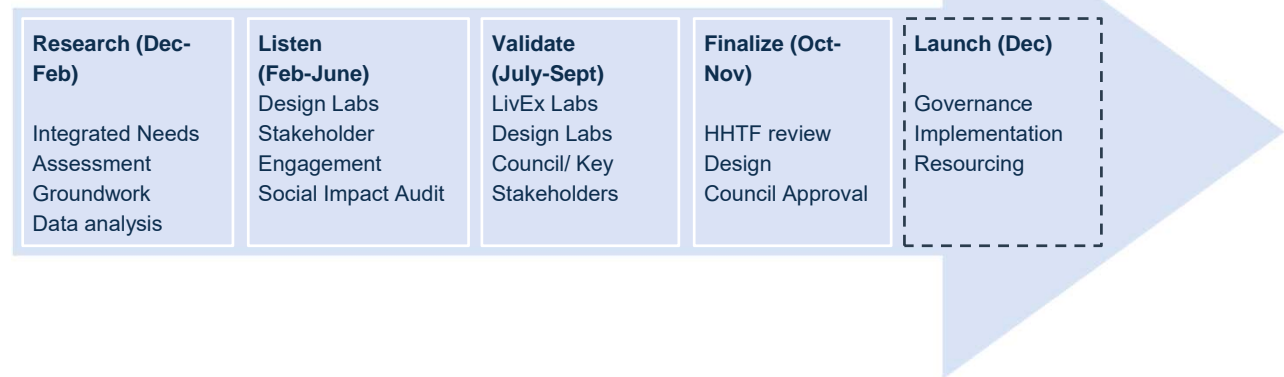 Research (Dec-
Feb)
Integrated Needs
Assessment
Groundwork
Data analysis
Listen
(Feb-June)
Design Labs
Stakeholder
Engagement
Social Impact Audit
Validate
(July-Sept)
LivEx Labs
Design Labs
Council/ Key
Stakeholders
Finalize (Oct-
Nov)
HHTF review
Design
Council Approval
Launch (Dec)
Governance
Implementation
Resourcing